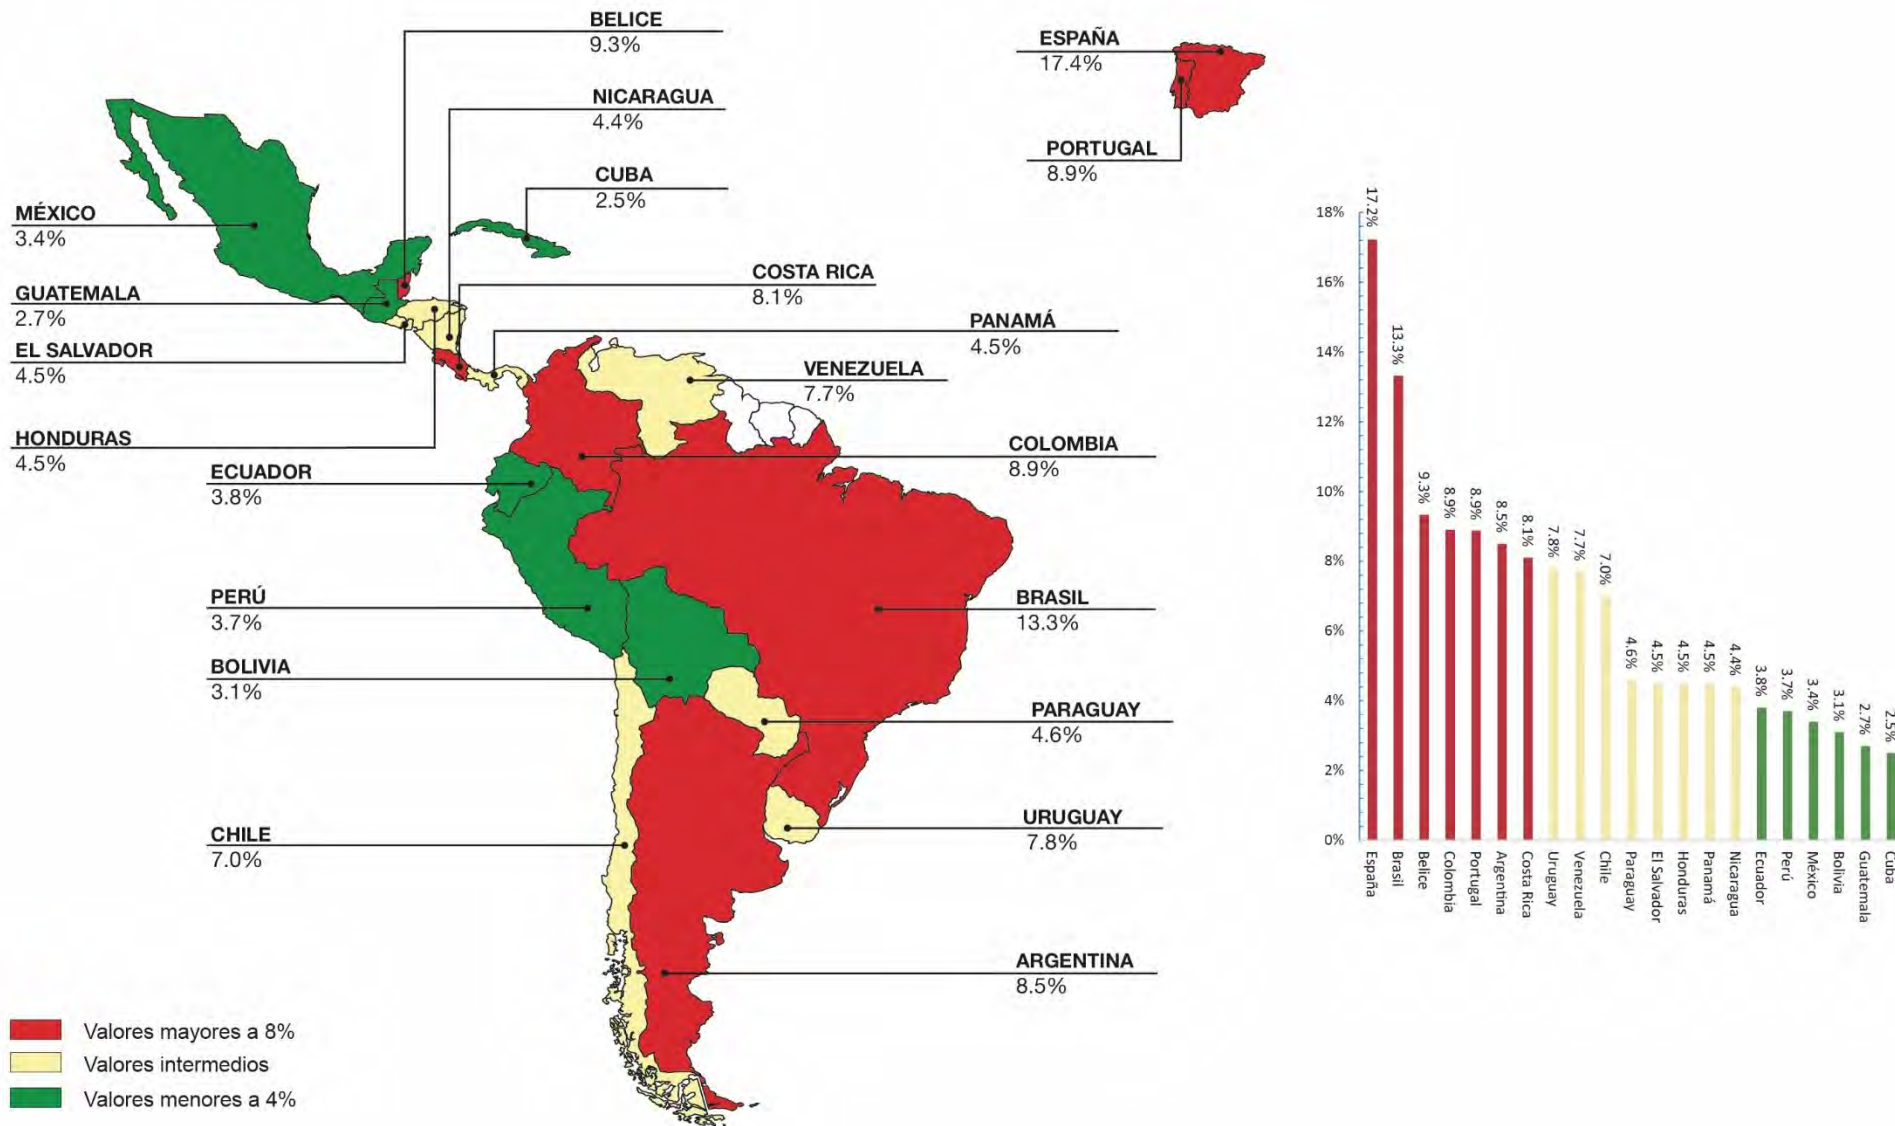 BELICE
9.3%
NICARAGUA
4.4%
CUBA
2.5%
ESPAÑA
17.4%
PORTUGAL
8.9%
MÉXICO
3.4%
GUATEMALA
2.7%
EL SALVADOR
4.5%
HONDURAS
4.5%
COSTA RICA
8.1%
PANAMÁ
4.5%
VENEZUELA
7.7%
COLOMBIA
8.9%
ECUADOR
3.8%
PERÚ
3.7%
BRASIL
13.3%
BOLIVIA
3.1%
PARAGUAY
4.6%
CHILE
7.0%
URUGUAY
7.8%
ARGENTINA
8.5%
Valores mayores a 8%
Valores intermedios
Valores menores a 4%
18%
16%
14%
12%
10%
8%
6%
4%
2%
0%
17.2%
13.3%
9.3%
8.9%
8.9%
8.5%
8.1%
7.8%
7.7%
7.0%
4.6%
4.5%
4.5%
4.5%
4.4%
3.8%
3.7%
3.4%
3.1%
2.7%
2.5%
España
Brasil
Belice
Colombia
Portugal
Argentina
Costa Rica
Uruguay
Venezuela
Chile
Paraguay
El Salvador
Honduras
Panamá
Nicaragua
Ecuador
Perú
México
Bolivia
Guatemala
Cuba